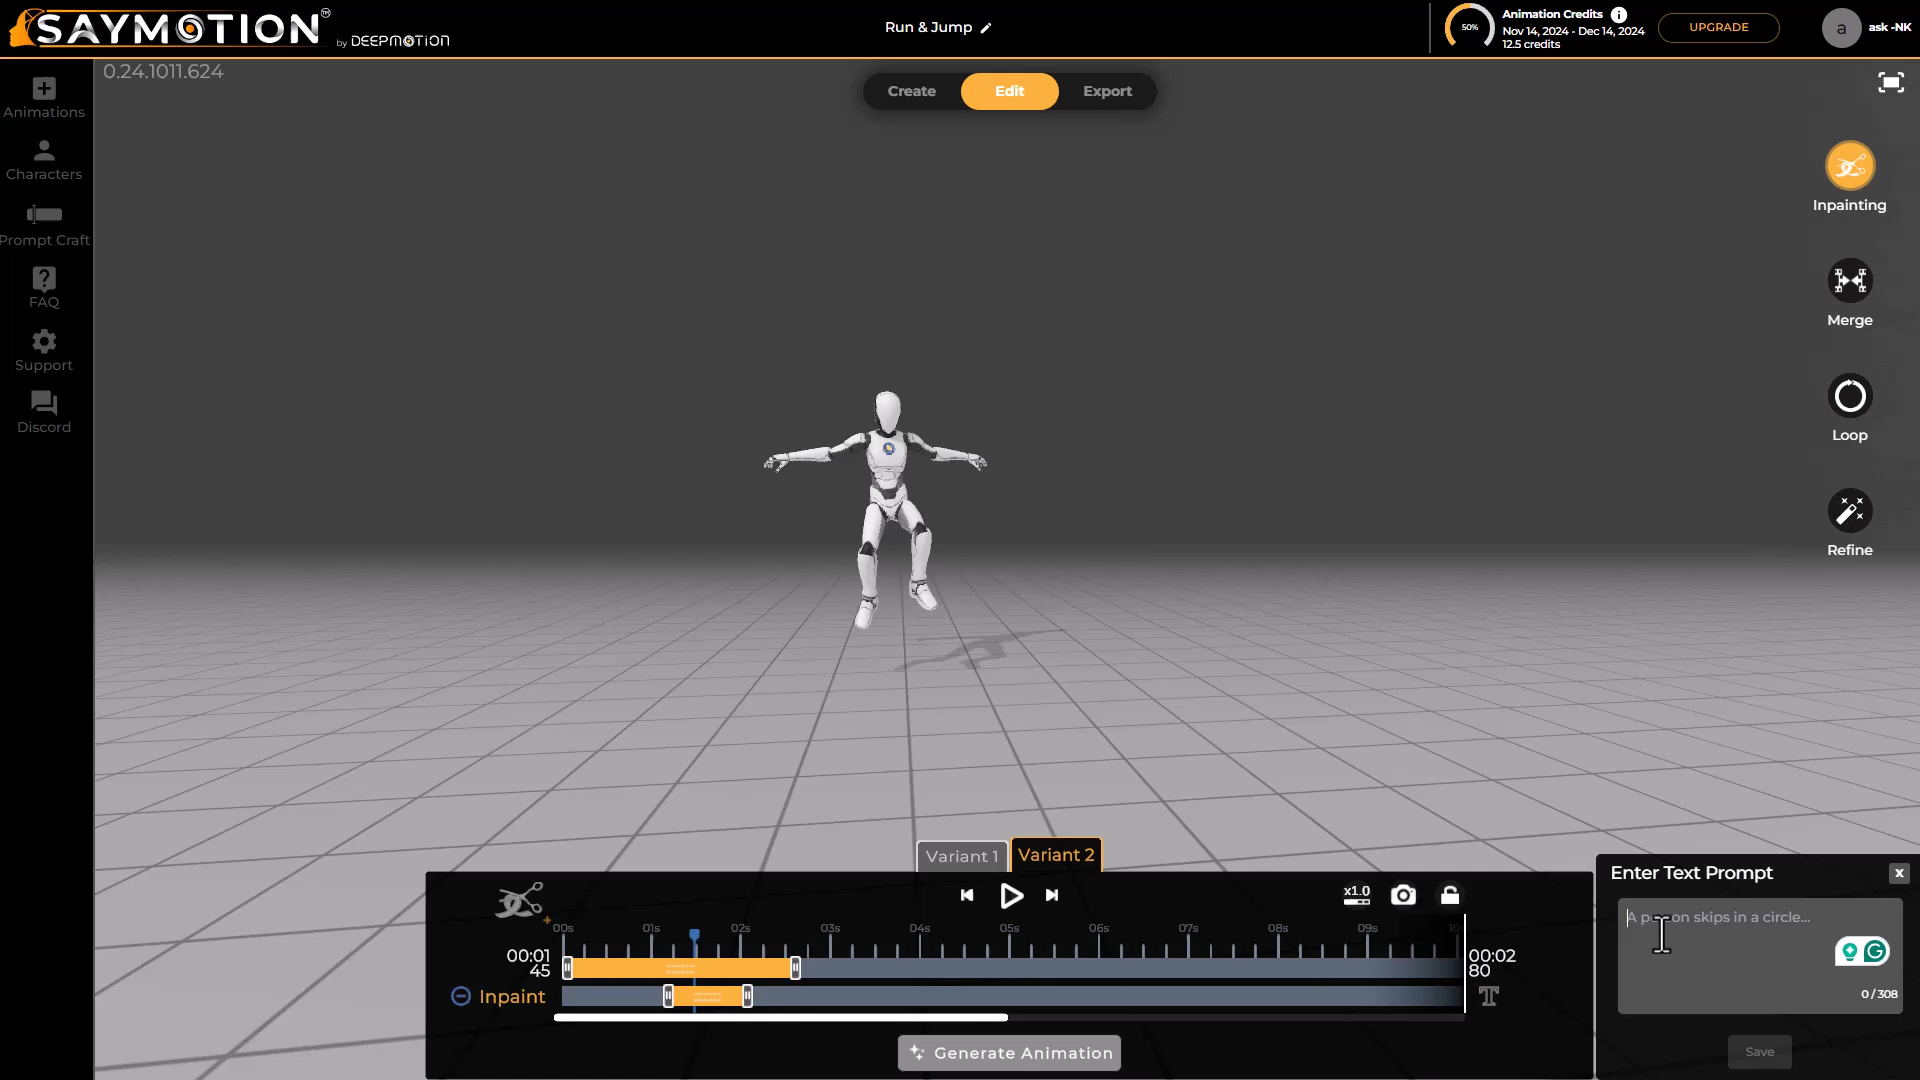 SAYMOTION™
by DEEPMOTION
Run & Jump
50%
Animation Credits
Nov 14, 2024 - Dec 14, 2024
12.5 credits
UPGRADE
a
ask -NK
0.24.1011.624
Create
Edit
Export
Animations
Characters
Prompt Craft
FAQ
Support
Discord
Inpainting
Merge
Loop
Refine
Variant 1
Variant 2
x1.0
00s 01s 02s 03s 04s 05s 06s 07s 08s 09s 10
00:01
45
00:02
80
Inpaint
Generate Animation
Enter Text Prompt
x
A person skips in a circle...
0 / 308
Save